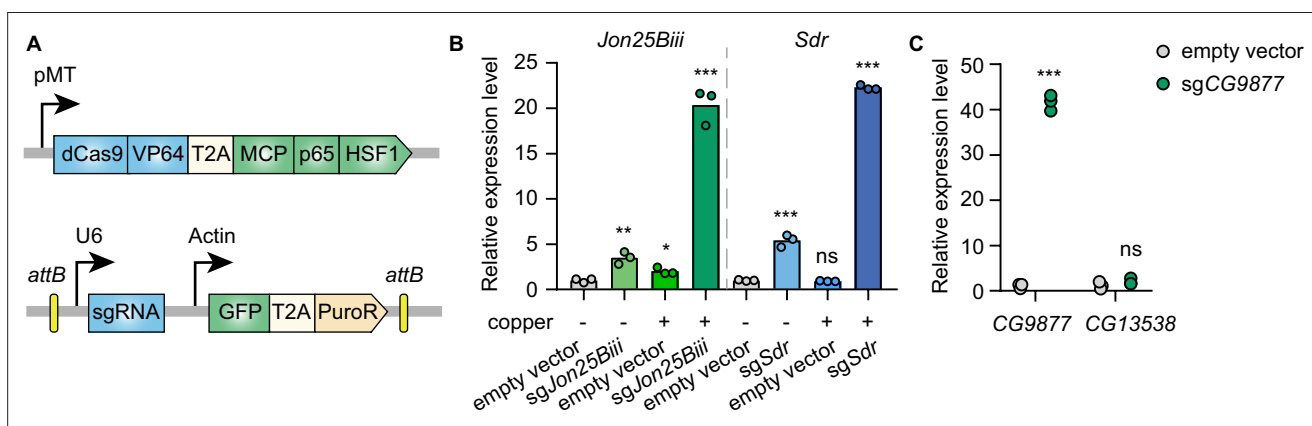 A
pMT
dCas9 VP64 T2A MCP p65 HSF1
U6 Actin
attB attB
sgRNA GFP T2A PuroR
B
Jon25Biii Sdr
Relative expression level
25
20
15
10
5
0
** * *** *** ns ***
copper - - + + - - + +
empty vector
sgJon25Biii
empty vector
sgJon25Biii
empty vector
sgSdr
empty vector
sgSdr
C
empty vector
sgCG9877
Relative expression level
50
40
30
20
10
0
***
ns
CG9877 CG13538